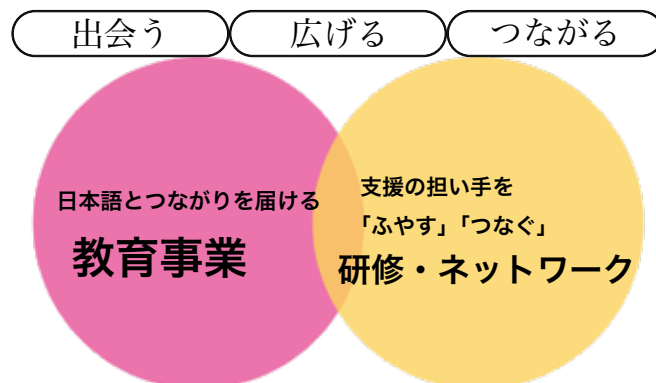 出会う
広げる
つながる
日本語とつながりを届ける
教育事業
支援の担い手を
「ふやす」「つなぐ」
研修・ネットワーク